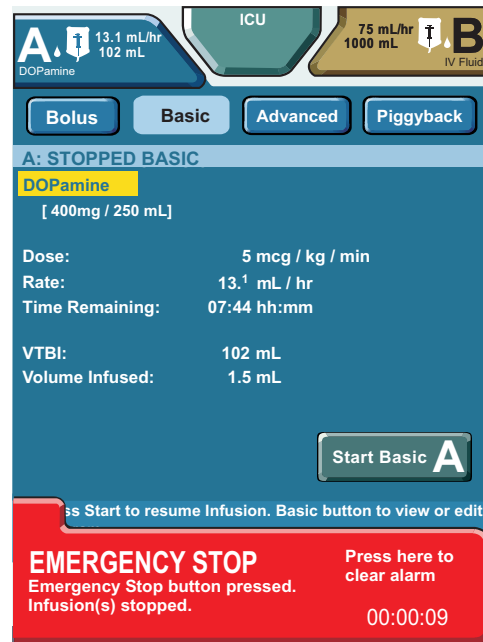 A
13.1 mL/hr
102 mL
DOPamine
ICU
75 mL/hr
1000 mL
B
IV Fluid
Bolus Basic Advanced Piggyback
A: STOPPED BASIC
DOPamine
[ 400mg / 250 mL]
Dose: 5 mcg / kg / min
Rate: 13.1 mL / hr
Time Remaining: 07:44 hh:mm
VTBI: 102 mL
Volume Infused: 1.5 mL
Start Basic A
Start to resume Infusion. Basic button to view or edit
EMERGENCY STOP
Emergency Stop button pressed.
Infusion(s) stopped.
Press here to
clear alarm
00:00:09